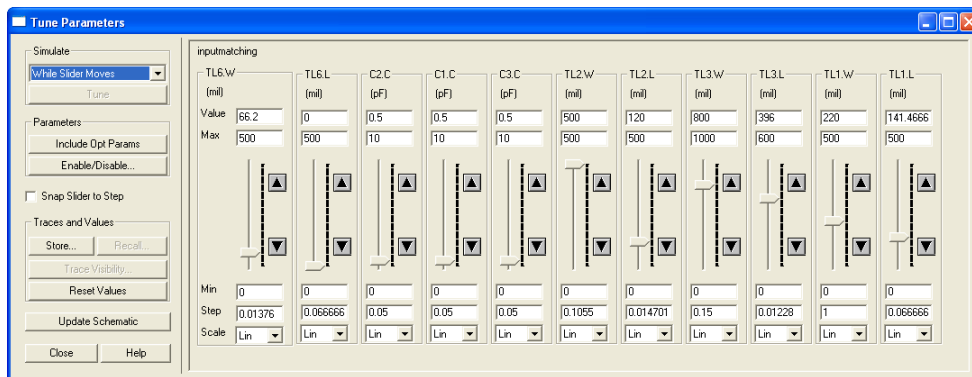 Tune Parameters
Simulate
While Slider Moves
Tune
Parameters
Include Opt Params
Enable/Disable...
Snap Slider to Step
Traces and Values
Store... Recall...
Trace Visibility...
Reset Values
Update Schematic
Close Help
inputmatching
TL6.W TL6.L C2.C C1.C C3.C TL2.W TL2.L TL3.W TL3.L TL1.W TL1.L
(mil) (mil) (pF) (pF) (pF) (mil) (mil) (mil) (mil) (mil) (mil)
Value 66.2 0 0.5 0.5 0.5 500 120 800 396 220 141.4666
Max 500 500 10 10 10 500 500 1000 600 500 500
Min 0 0 0 0 0 0 0 0 0 0 0
Step 0.01376 0.066666 0.05 0.05 0.05 0.1055 0.014701 0.15 0.01228 1 0.066666
Scale Lin Lin Lin Lin Lin Lin Lin Lin Lin Lin Lin